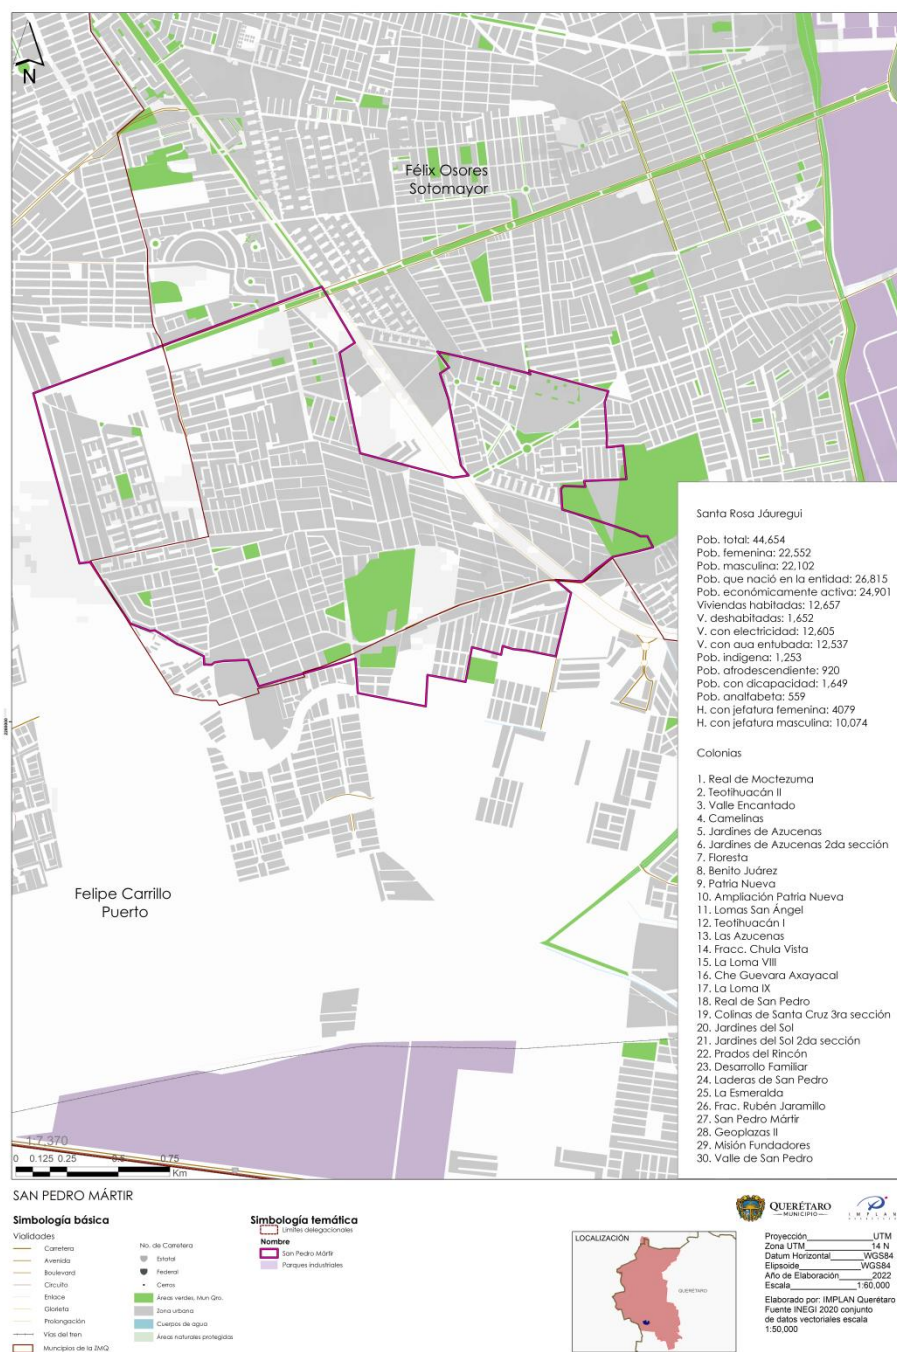 N
Félix Osores
Sotomayor
Santa Rosa Jáuregui
Pob. total: 44,654
Pob. femenina: 22,552
Pob. masculina: 22,102
Pob. que nació en la entidad: 26,815
Pob. económicamente activa: 24,901
Viviendas habitadas: 12,657
V. deshabitadas: 1,652
V. con electricidad: 12,605
V. con aua entubada: 12,537
Pob. indígena: 1,253
Pob. afrodescendiente: 920
Pob. con dicapacidad: 1,649
Pob. analfabeta: 559
H. con jefatura femenina: 4079
H. con jefatura masculina: 10,074
Colonias
1. Real de Moctezuma
2. Teotihuacán II
3. Valle Encantado
4. Camelinas
5. Jardines de Azucenas
6. Jardines de Azucenas 2da sección
7. Floresta
8. Benito Juárez
9. Patria Nueva
10. Ampliación Patria Nueva
11. Lomas San Ángel
12. Teotihuacán I
13. Las Azucenas
14. Fracc. Chula Vista
15. La Loma VIII
16. Che Guevara Axayacal
17. La Loma IX
18. Real de San Pedro
19. Colinas de Santa Cruz 3ra sección
20. Jardines del Sol
21. Jardines del Sol 2da sección
22. Prados del Rincón
23. Desarrollo Familiar
24. Laderas de San Pedro
25. La Esmeralda
26. Frac. Rubén Jaramillo
27. San Pedro Mártir
28. Geoplazas II
29. Misión Fundadores
30. Valle de San Pedro
Felipe Carrillo
Puerto
1:7,370
0 0.125 0.25 0.5 0.75
Km
SAN PEDRO MÁRTIR
Simbología básica
Vialidades
Carretera
Avenida
Boulevard
Circuito
Enlace
Glorieta
Prolongación
Vías del tren
Muncipios de la ZMQ
No. de Carretera
Estatal
Federal
Cerros
Áreas verdes, Mun Qro.
Zona urbana
Cuerpos de agua
Áreas naturales protegidas
Simbología temática
Límites delegacionales
Nombre
San Pedro Mártir
Parques industriales
LOCALIZACIÓN
QUERÉTARO
QUERÉTARO
MUNICIPIO
IMPLAN
Proyección UTM
Zona UTM 14 N
Datum Horizontal WGS84
Elipsoide WGS84
Año de Elaboración 2022
Escala 1:60,000
Elaborado por: IMPLAN Querétaro
Fuente INEGI 2020 conjunto
de datos vectoriales escala
1:50,000